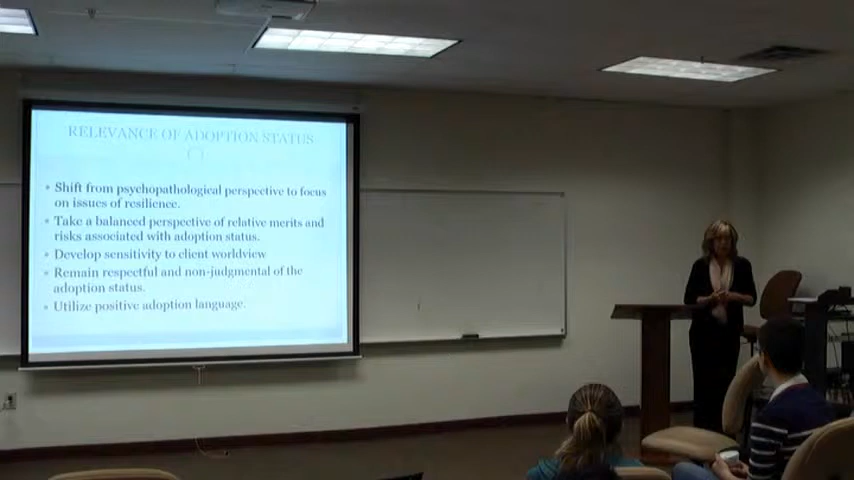 RELEVANCE OF ADOPTION STATUS
• Shift from psychopathological perspective to focus
on issues of resilience.
• Take a balanced perspective of relative merits and
risks associated with adoption status.
• Develop sensitivity to client worldview
• Remain respectful and non-judgmental of the
adoption status.
• Utilize positive adoption language.